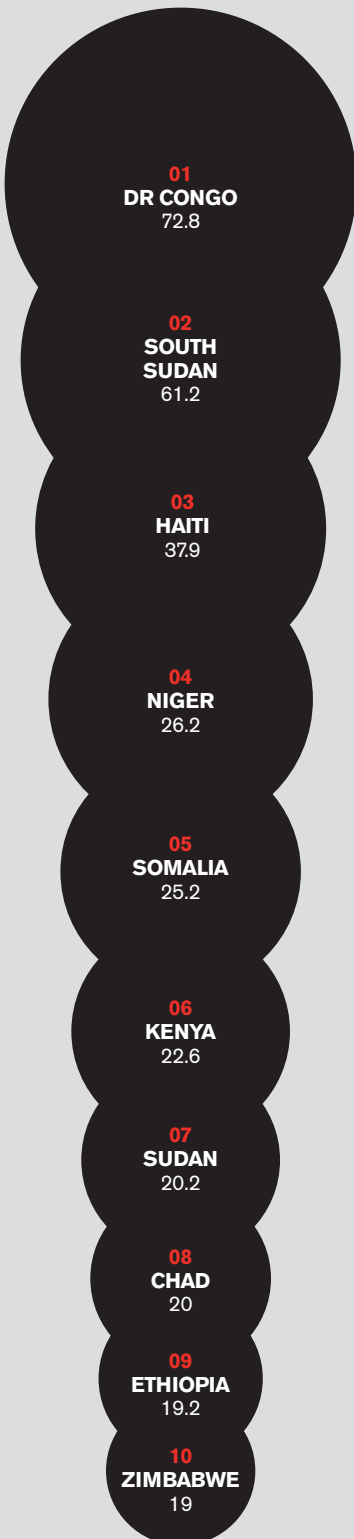 01
DR CONGO
72.8
02
SOUTH
SUDAN
61.2
03
HAITI
37.9
04
NIGER
26.2
05
SOMALIA
25.2
06
KENYA
22.6
07
SUDAN
20.2
08
CHAD
20
09
ETHIOPIA
19.2
10
ZIMBABWE
19